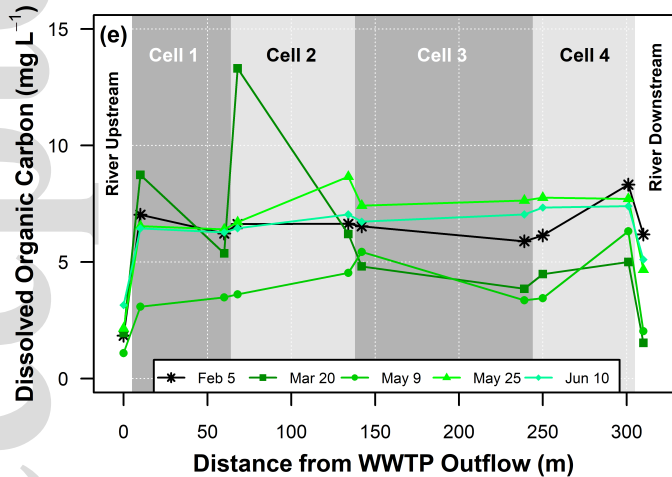 (e)
Cell 1
Cell 2
Cell 3
Cell 4
River Upstream
River Downstream
Dissolved Organic Carbon (mg L⁻¹)
15
10
5
0
Feb 5
Mar 20
May 9
May 25
Jun 10
0
50
100
150
200
250
300
Distance from WWTP Outflow (m)